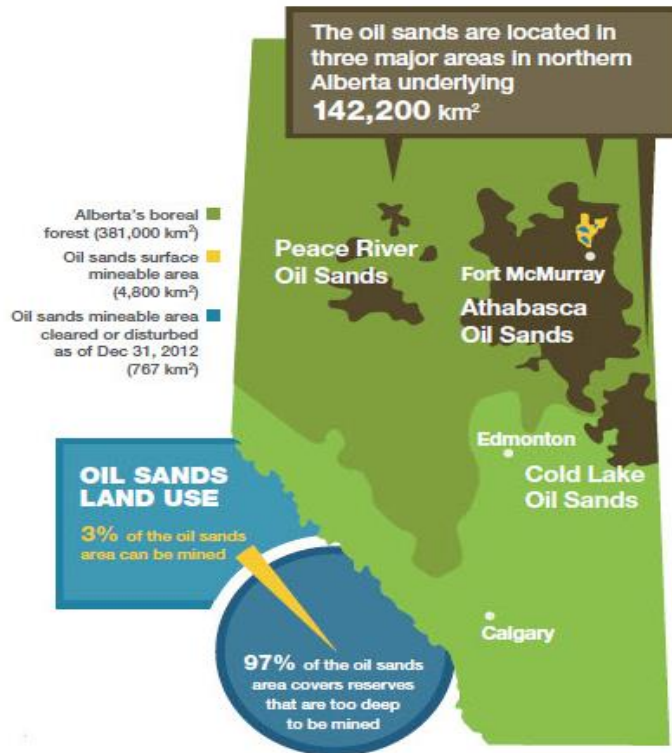 The oil sands are located in
three major areas in northern
Alberta underlying
142,200 km²
Alberta's boreal
forest (381,000 km²)
Oil sands surface
mineable area
(4,800 km²)
Oil sands mineable area
cleared or disturbed
as of Dec 31, 2012
(767 km²)
Peace River
Oil Sands
Fort McMurray
Athabasca
Oil Sands
Edmonton
Cold Lake
Oil Sands
OIL SANDS
LAND USE
3% of the oil sands
area can be mined
97% of the oil sands
area covers reserves
that are too deep
to be mined
Calgary